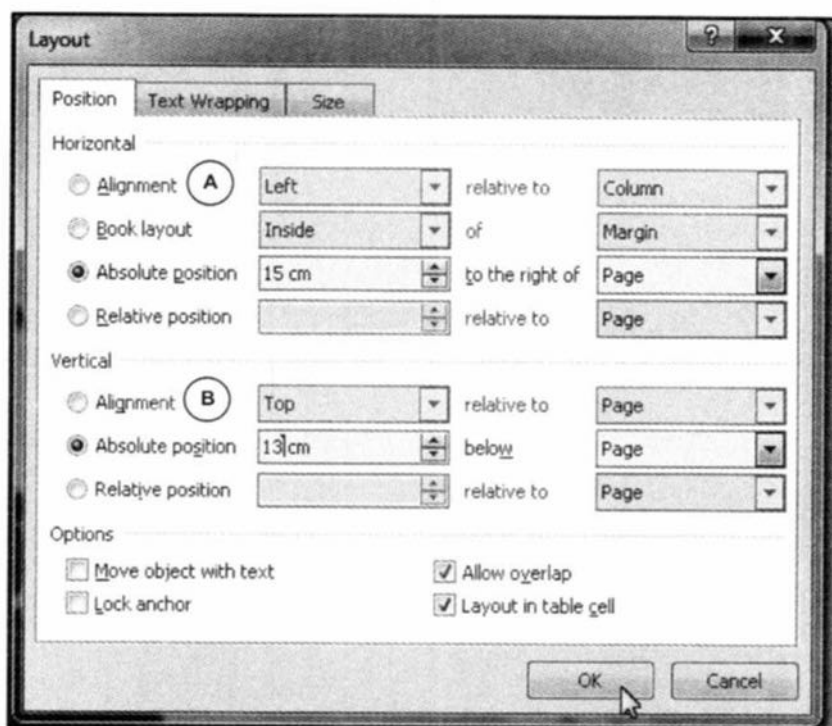 Layout
Position Text Wrapping Size
Horizontal
Alignment A Left relative to Column
Book layout Inside of Margin
Absolute position 15 cm to the right of Page
Relative position relative to Page
Vertical
Alignment B Top relative to Page
Absolute position 13 cm below Page
Relative position relative to Page
Options
Move object with text Allow overlap
Lock anchor Layout in table cell
OK Cancel